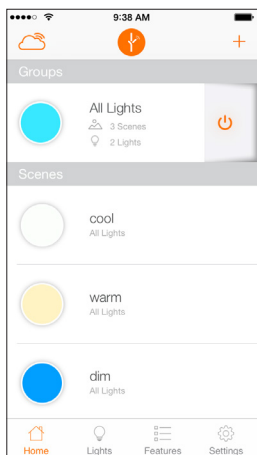 9:38 AM
Groups
All Lights
3 Scenes
2 Lights
Scenes
cool
All Lights
warm
All Lights
dim
All Lights
Home Lights Features Settings